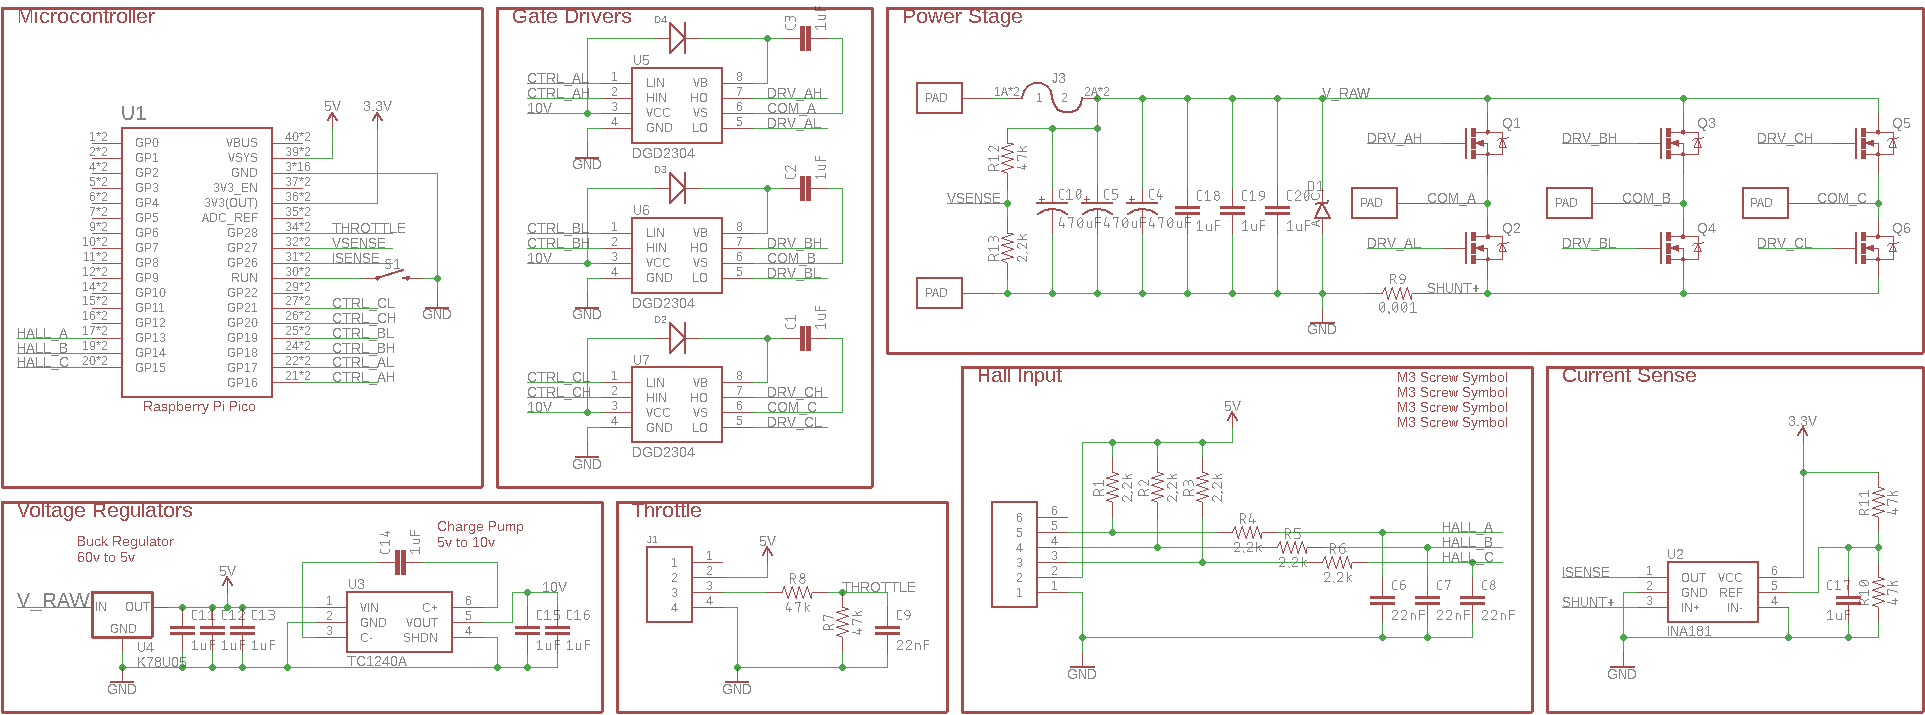 Microcontroller
U1
5V
3.3V
1*2 GP0 VBUS 40*2
2*2 GP1 VSYS 39*2
4*2 GP2 GND 3*16
5*2 GP3 3V3_EN 37*2
6*2 GP4 3V3(OUT) 36*2
7*2 GP5 ADC_REF 35*2
9*2 GP6 GP28 34*2 THROTTLE
10*2 GP7 GP27 32*2 VSENSE
11*2 GP8 GP26 31*2 ISENSE
12*2 GP9 RUN 30*2 S1
14*2 GP10 GP22 29*2
15*2 GP11 GP21 27*2 CTRL_CL
16*2 GP12 GP20 26*2 CTRL_CH
HALL_A 17*2 GP13 GP19 25*2 CTRL_BL
HALL_B 19*2 GP14 GP18 24*2 CTRL_BH
HALL_C 20*2 GP15 GP17 22*2 CTRL_AL
GP16 21*2 CTRL_AH
GND
Raspberry Pi Pico
Gate Drivers
D4
C3
1uF
U5
CTRL_AL 1 LIN VB 8
CTRL_AH 2 HIN HO 7 DRV_AH
10V 3 VCC VS 6 COM_A
4 GND LO 5 DRV_AL
GND
DGD2304
D3
C2
1uF
U6
CTRL_BL 1 LIN VB 8
CTRL_BH 2 HIN HO 7 DRV_BH
10V 3 VCC VS 6 COM_B
4 GND LO 5 DRV_BL
GND
DGD2304
D2
C1
1uF
U7
CTRL_CL 1 LIN VB 8
CTRL_CH 2 HIN HO 7 DRV_CH
10V 3 VCC VS 6 COM_C
4 GND LO 5 DRV_CL
GND
DGD2304
Power Stage
PAD
1A*2
J3
1 2
2A*2
V_RAW
R12
47k
VSENSE
R13
2.2k
C10
470uF
C5
470uF
C4
470uF
C18
1uF
C19
1uF
C20
1uF
D1
PAD
GND
R9
0.001
SHUNT+
DRV_AH
Q1
PAD
COM_A
DRV_AL
Q2
DRV_BH
Q3
PAD
COM_B
DRV_BL
Q4
DRV_CH
Q5
PAD
COM_C
DRV_CL
Q6
Voltage Regulators
Buck Regulator
60v to 5v
Charge Pump
5v to 10v
V_RAW
IN OUT
GND
U4
K78U05
5V
C11
1uF
C12
1uF
C13
1uF
GND
C14
1uF
U3
1 VIN C+ 6
2 GND VOUT 5
3 C- SHDN 4
TC1240A
10V
C15
1uF
C16
1uF
Throttle
J1
1 1
2 2
3 3
4 4
5V
R8
47k
THROTTLE
R7
47k
C9
22nF
GND
Hall Input
M3 Screw Symbol
M3 Screw Symbol
M3 Screw Symbol
M3 Screw Symbol
5V
R1
2.2k
R2
2.2k
R3
2.2k
6 6
5 5
4 4
3 3
2 2
1 1
R4
2.2k
R5
2.2k
R6
2.2k
HALL_A
HALL_B
HALL_C
C6
22nF
C7
22nF
C8
22nF
GND
Current Sense
3.3V
R11
47k
U2
ISENSE 1 OUT VCC 6
2 GND REF 5
SHUNT+ 3 IN+ IN- 4
INA181
C17
1uF
R10
47k
GND